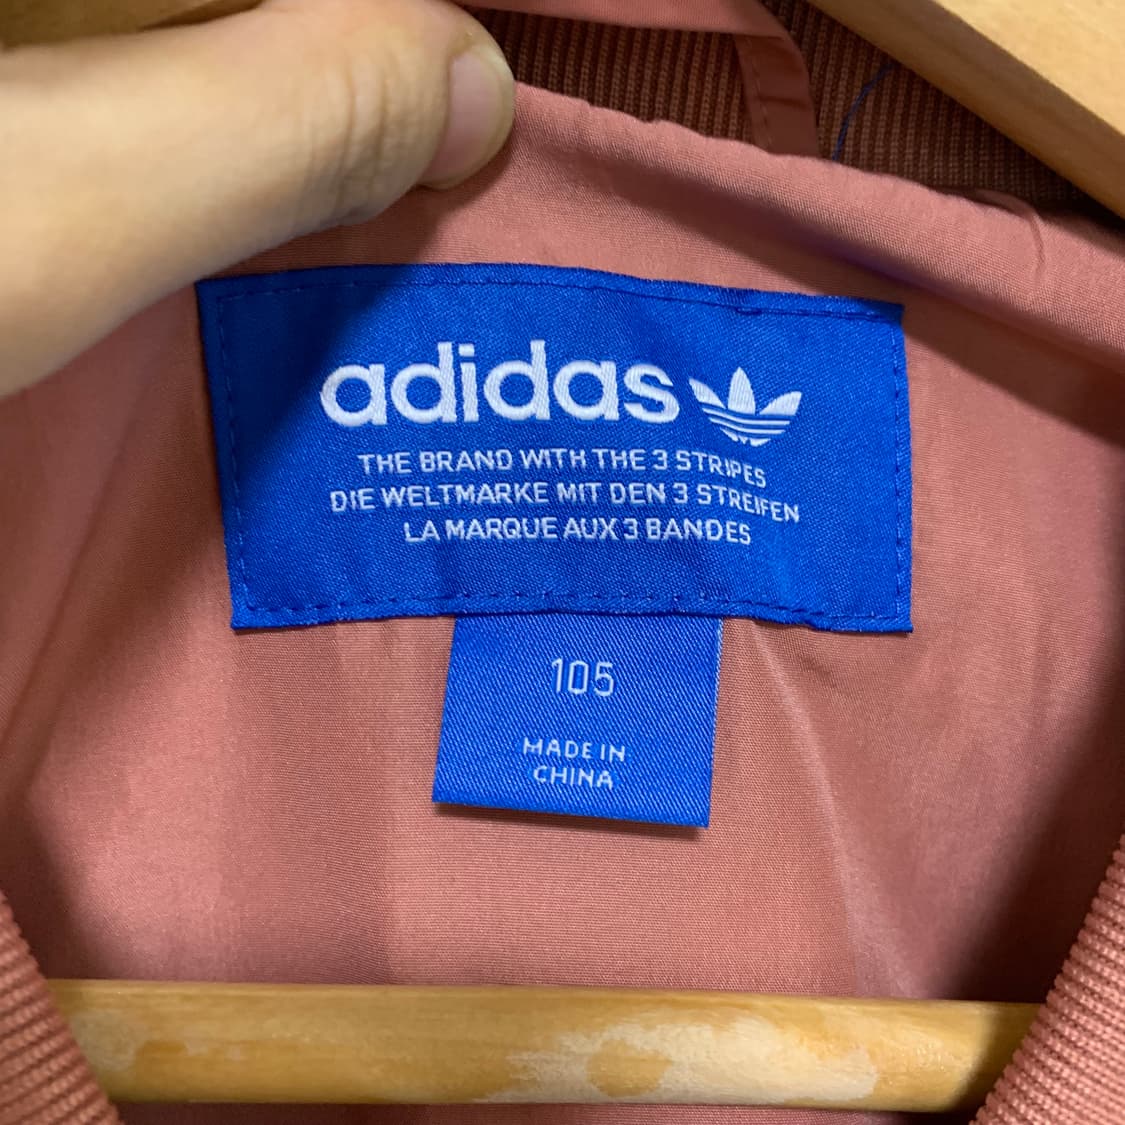 adidas
THE BRAND WITH THE 3 STRIPES
DIE WELTMARKE MIT DEN 3 STREIFEN
LA MARQUE AUX 3 BANDES
105
MADE IN
CHINA